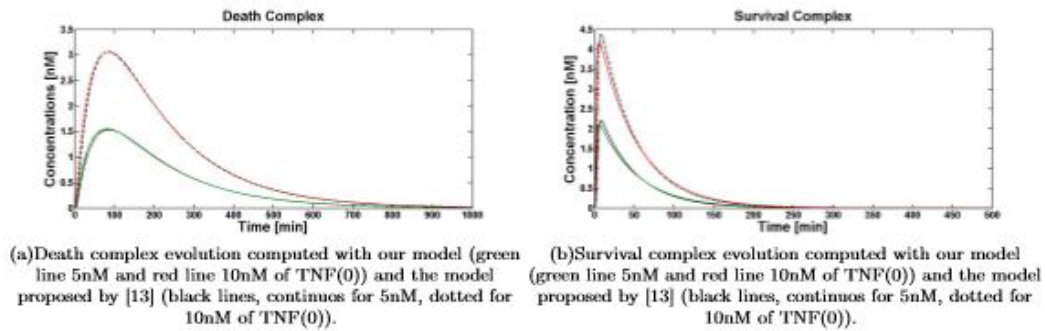 Death Complex
3.5
3
2.5
2
1.5
1
0.5
0
Concentrations [nM]
0 100 200 300 400 500 600 700 800 900 1000
Time [min]
(a)Death complex evolution computed with our model (green
line 5nM and red line 10nM of TNF(0)) and the model
proposed by [13] (black lines, continuos for 5nM, dotted for
10nM of TNF(0)).
Survival Complex
4.5
4
3.5
3
2.5
2
1.5
1
0.5
0
Concentration [nM]
0 50 100 150 200 250 300 350 400 450 500
Time [min]
(b)Survival complex evolution computed with our model
(green line 5nM and red line 10nM of TNF(0)) and the model
proposed by [13] (black lines, continuos for 5nM, dotted for
10nM of TNF(0)).